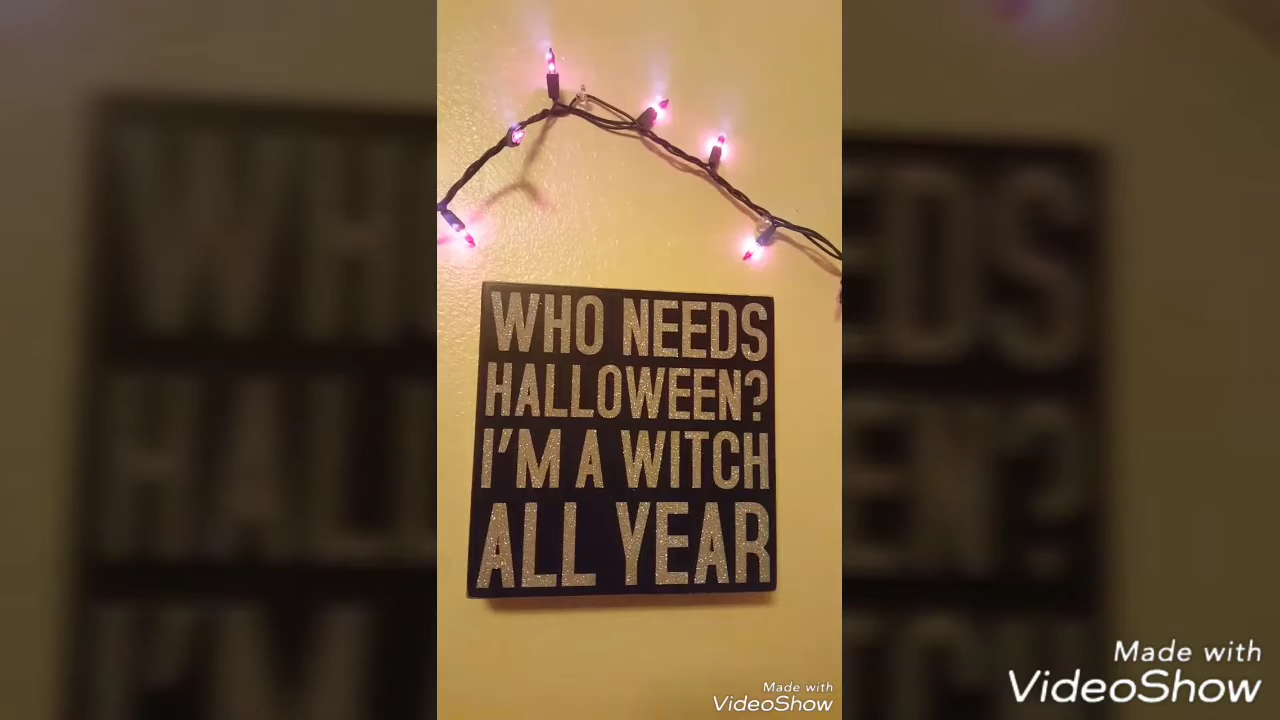 WHO NEEDS
HALLOWEEN?
I'M A WITCH
ALL YEAR
Made with
VideoShow
Made with
VideoShow